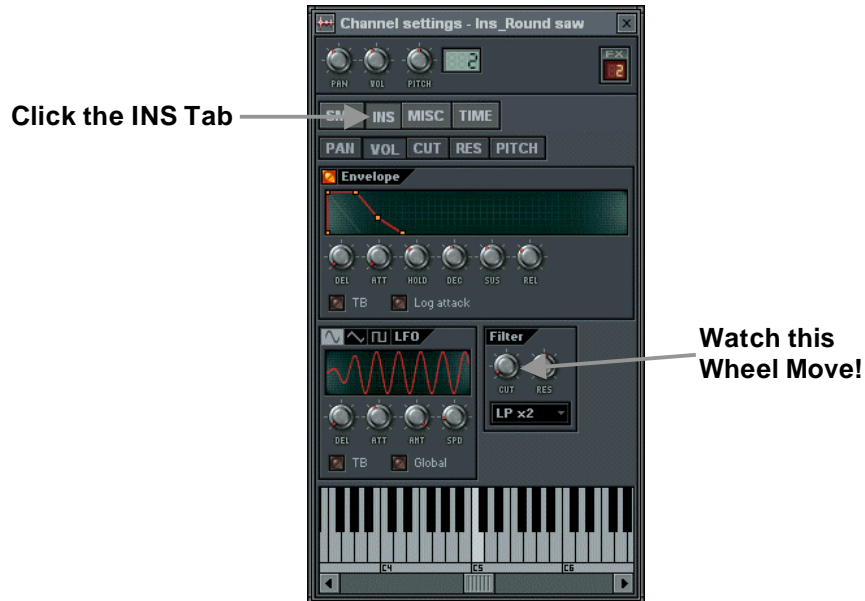 Channel settings - Ins_Round saw
PAN VOL PITCH 2 FX 2
Click the INS Tab
INS MISC TIME
PAN VOL CUT RES PITCH
Envelope
DEL ATT HOLD DEC SUS REL
TB Log attack
LFO Filter
Watch this
Wheel Move!
CUT RES
LP x2
DEL ATT AMT SPD
TB Global
C4 C5 C6